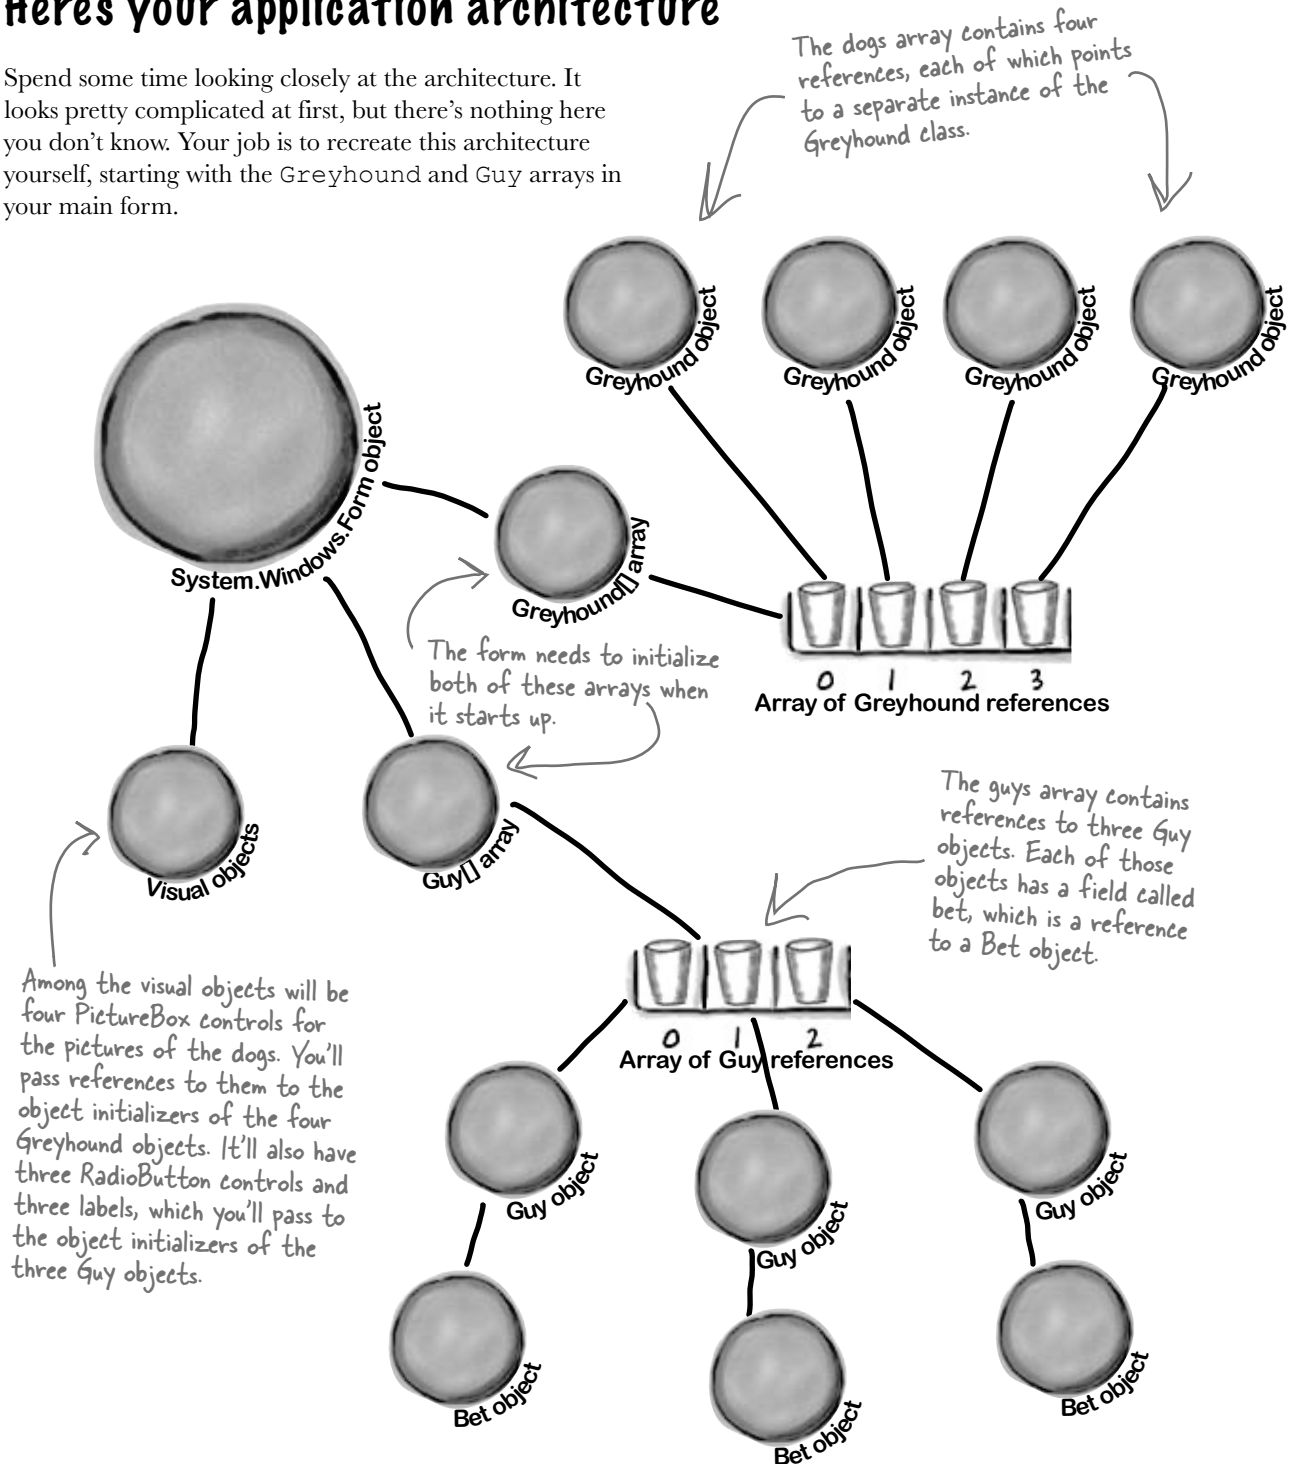 Here's your application architecture
Spend some time looking closely at the architecture. It
looks pretty complicated at first, but there’s nothing here
you don’t know. Your job is to recreate this architecture
yourself, starting with the Greyhound and Guy arrays in
your main form.
The dogs array contains four
references, each of which points
to a separate instance of the
Greyhound class.
Greyhound object
Greyhound object
Greyhound object
Greyhound object
System.Windows.Form object
Greyhound[] array
The form needs to initialize
both of these arrays when
it starts up.
0 1 2 3
Array of Greyhound references
Visual objects
Guy[] array
The guys array contains
references to three Guy
objects. Each of those
objects has a field called
bet, which is a reference
to a Bet object.
Among the visual objects will be
four PictureBox controls for
the pictures of the dogs. You'll
pass references to them to the
object initializers of the four
Greyhound objects. It'll also have
three RadioButton controls and
three labels, which you'll pass to
the object initializers of the
three Guy objects.
0 1 2
Array of Guy references
Guy object
Guy object
Guy object
Bet object
Bet object
Bet object